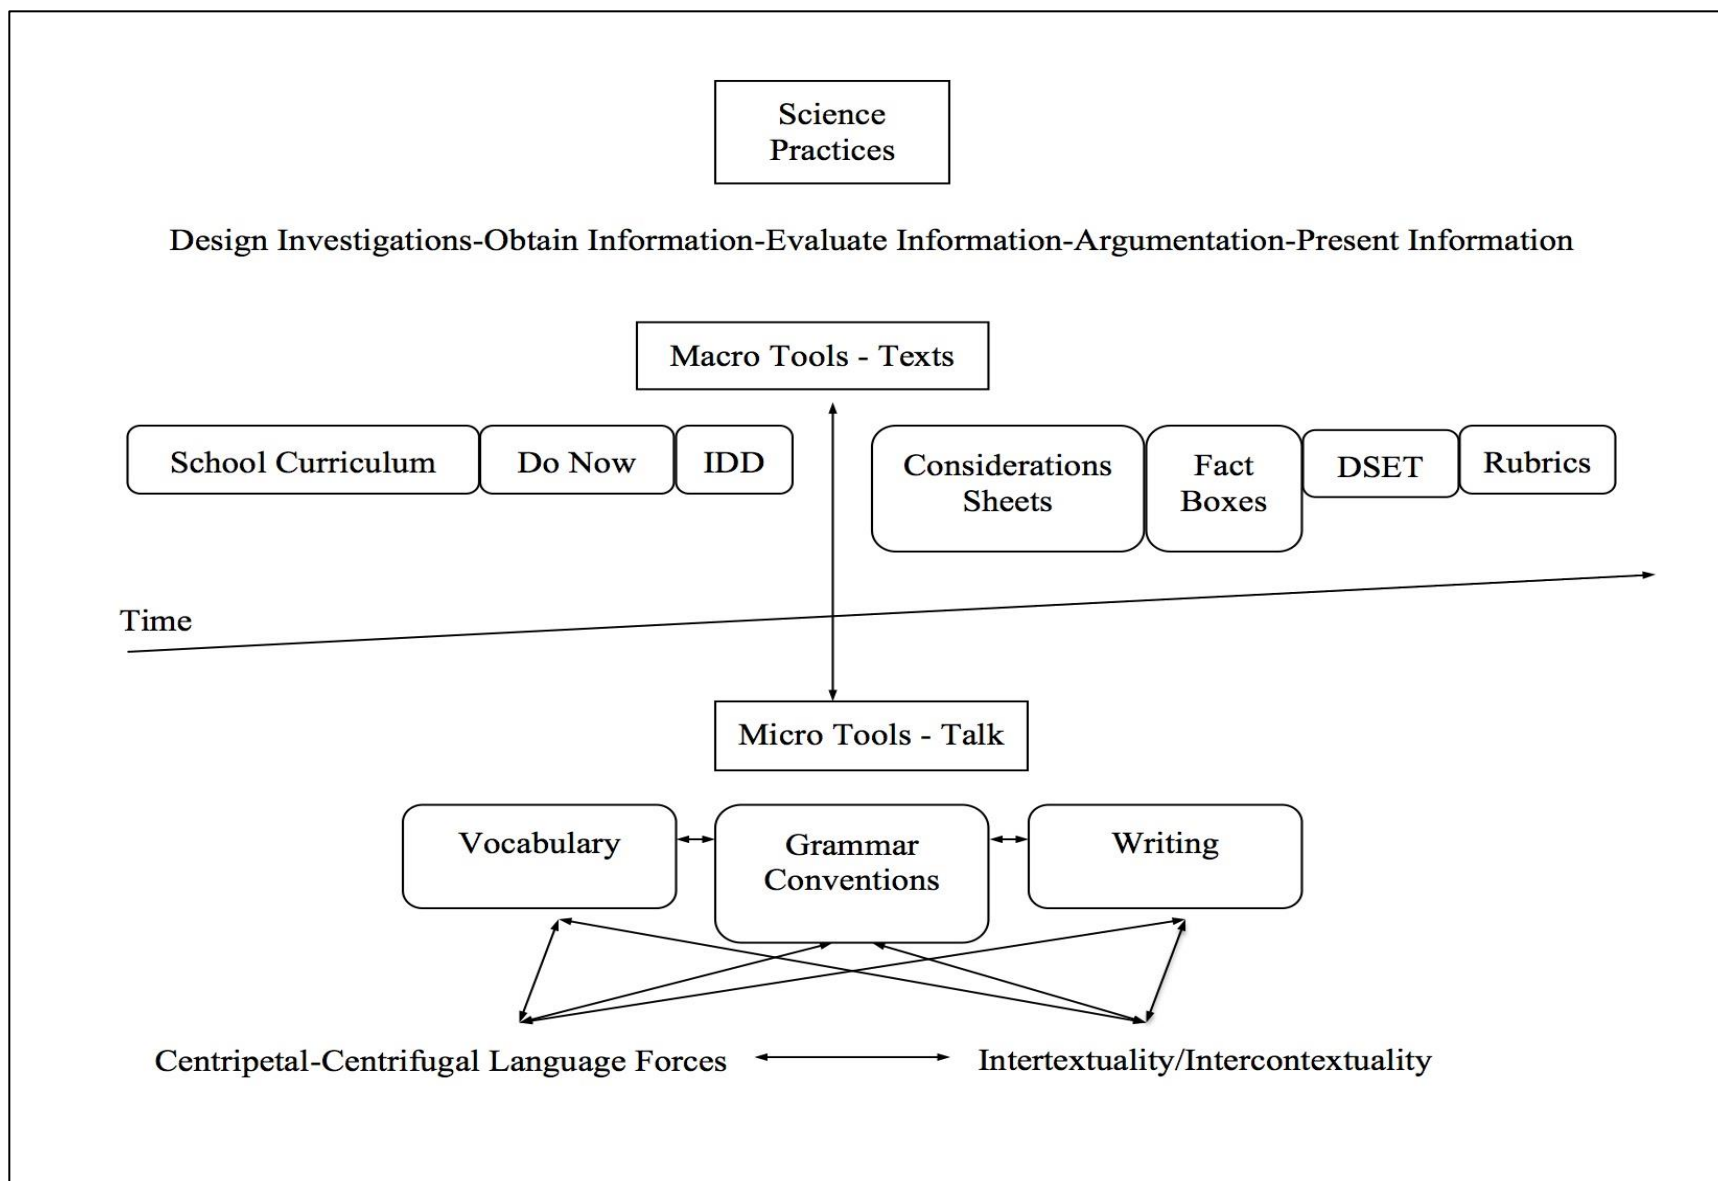 Science
Practices
Design Investigations-Obtain Information-Evaluate Information-Argumentation-Present Information
Macro Tools - Texts
School Curriculum
Do Now
IDD
Considerations
Sheets
Fact
Boxes
DSET
Rubrics
Time
Micro Tools - Talk
Vocabulary
Grammar
Conventions
Writing
Centripetal-Centrifugal Language Forces
Intertextuality/Intercontextuality